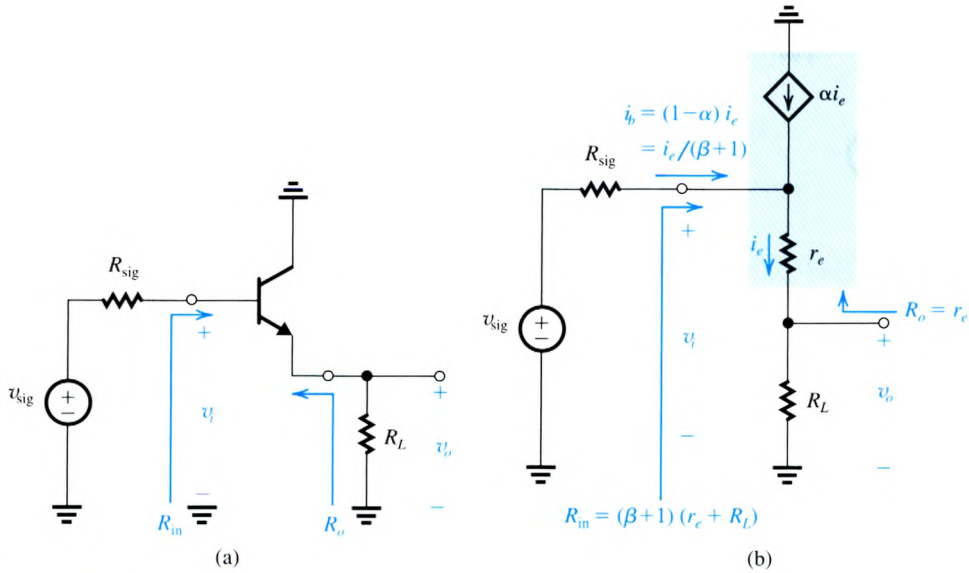 R_sig
v_sig
+
−
+
v_i
−
R_in
R_o
R_L
+
v_o
−
(a)
αi_e
i_b = (1−α) i_e
= i_e/(β+1)
R_sig
v_sig
+
−
+
v_i
−
i_e
r_e
R_o = r_e
R_L
+
v_o
−
R_in = (β+1) (r_e + R_L)
(b)